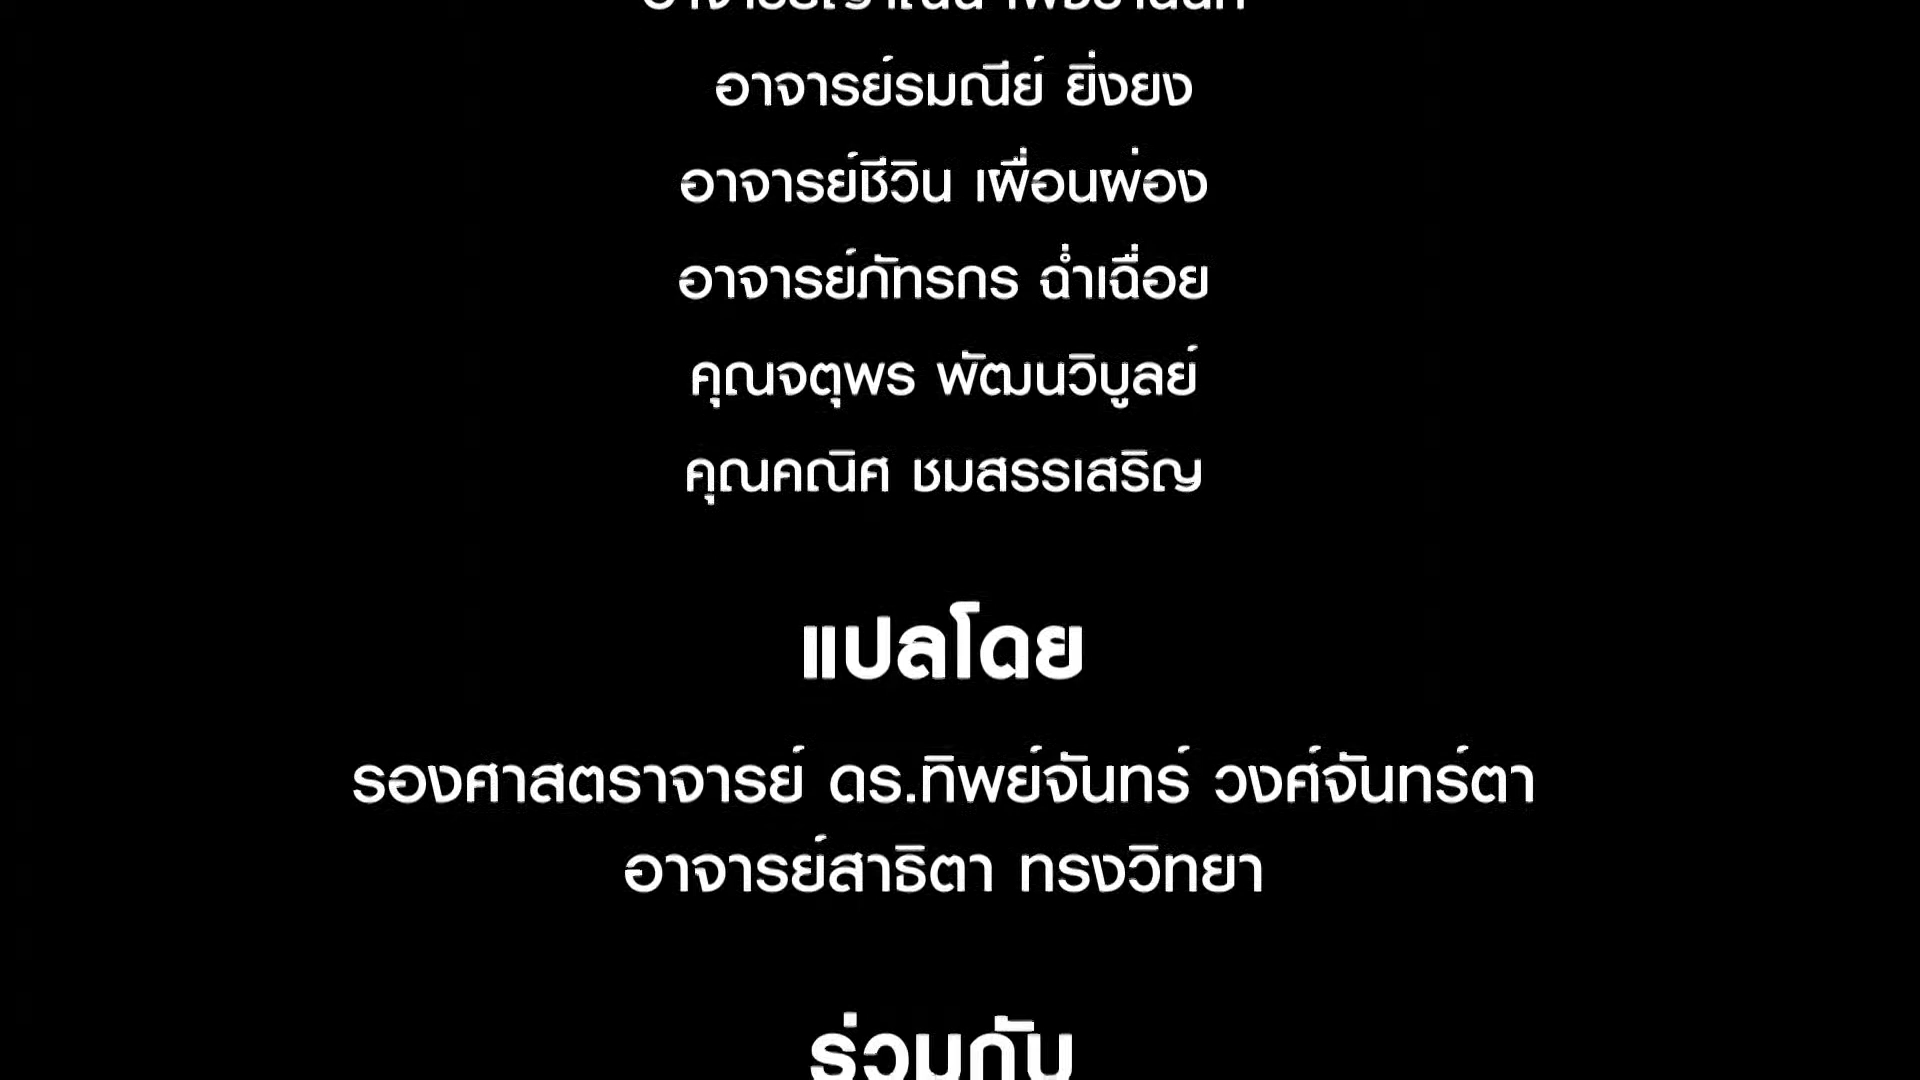 อาจารย์รมณีย์ ยิ่งยง
อาจารย์ชีวิน เผื่อนผ่อง
อาจารย์ภัทรกร ฉ่ำเฉื่อย
คุณจตุพร พัฒนวิบูลย์
คุณคณิศ ชมสรรเสริญ
แปลโดย
รองศาสตราจารย์ ดร.ทิพย์จันทร์ วงศ์จันทร์ตา
อาจารย์สาธิตา ทรงวิทยา
ร่วมกับ